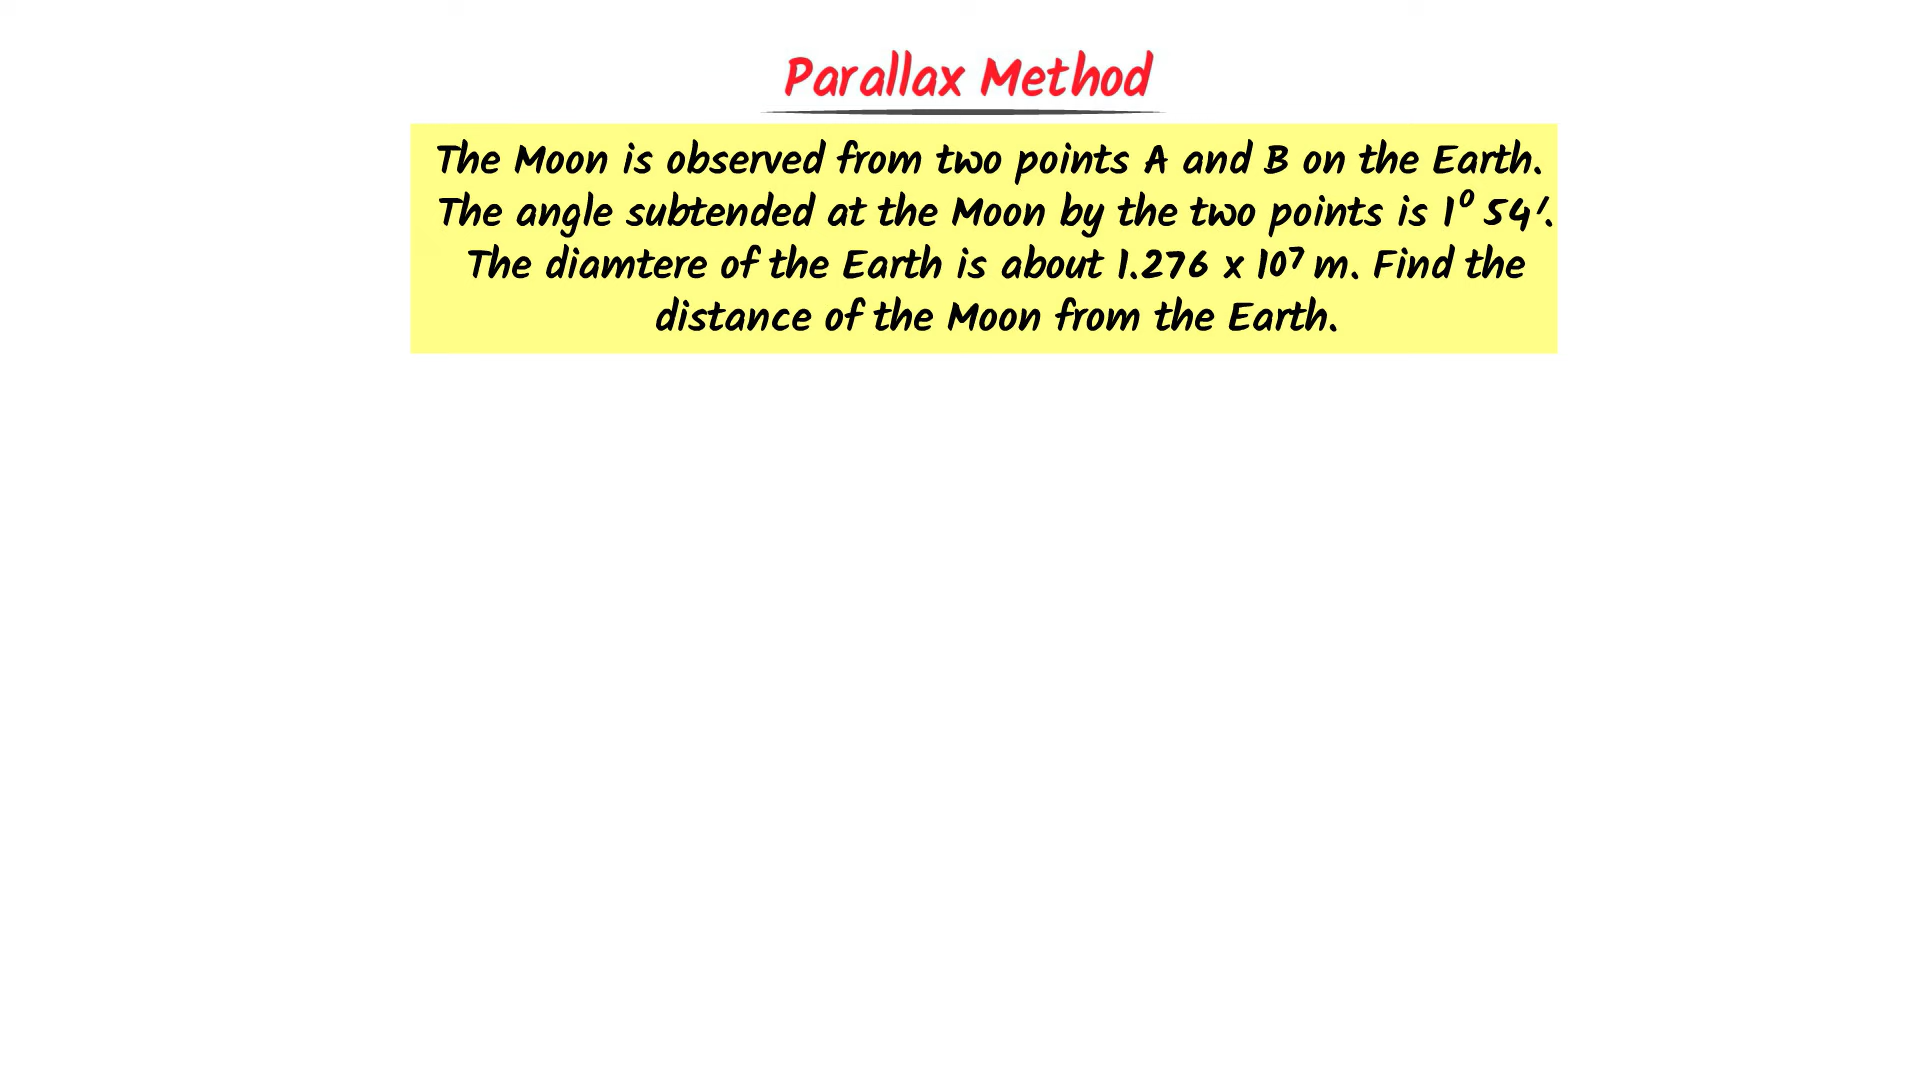 Parallax Method
The Moon is observed from two points A and B on the Earth.
The angle subtended at the Moon by the two points is 1⁰ 54′.
The diamtere of the Earth is about 1.276 x 10⁷ m. Find the
distance of the Moon from the Earth.